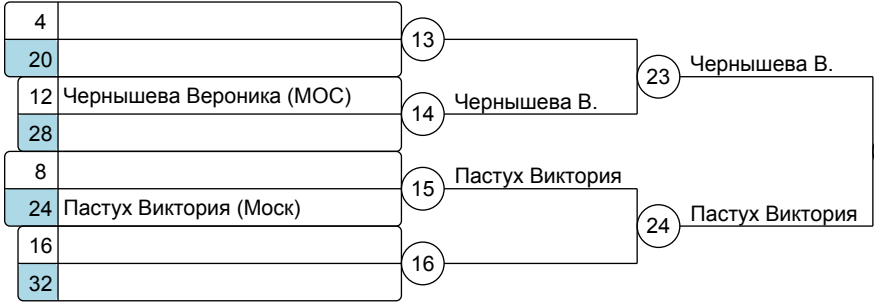 4
20
13
12 Чернышева Вероника (МОС)
28
14
Чернышева В.
23
Чернышева В.
8
24 Пастух Виктория (Моск)
15
Пастух Виктория
16
32
16
24
Пастух Виктория